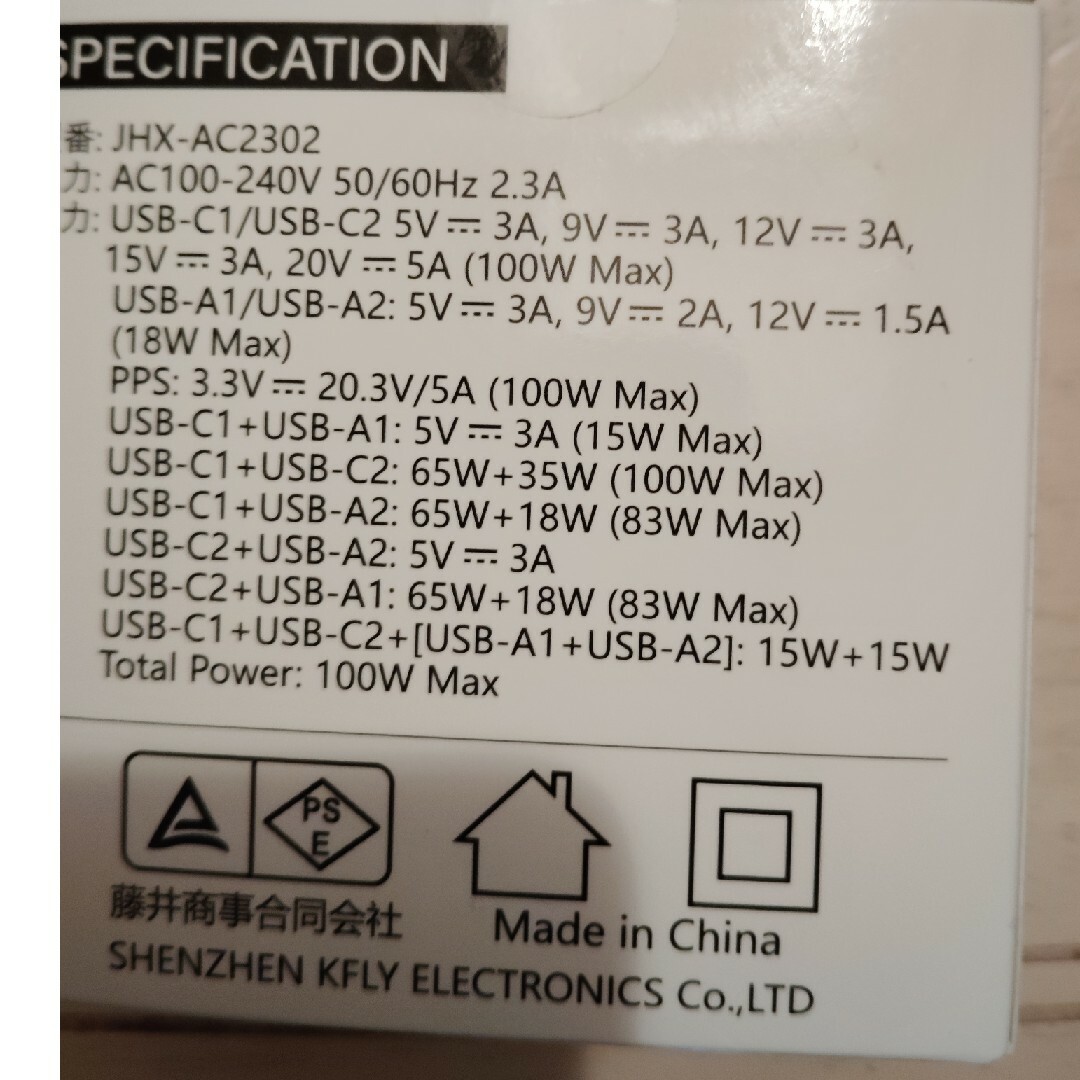 SPECIFICATION
番: JHX-AC2302
力: AC100-240V 50/60Hz 2.3A
力: USB-C1/USB-C2 5V⎓3A, 9V⎓3A, 12V⎓3A,
15V⎓3A, 20V⎓5A (100W Max)
USB-A1/USB-A2: 5V⎓3A, 9V⎓2A, 12V⎓1.5A
(18W Max)
PPS: 3.3V⎓20.3V/5A (100W Max)
USB-C1+USB-A1: 5V⎓3A (15W Max)
USB-C1+USB-C2: 65W+35W (100W Max)
USB-C1+USB-A2: 65W+18W (83W Max)
USB-C2+USB-A2: 5V⎓3A
USB-C2+USB-A1: 65W+18W (83W Max)
USB-C1+USB-C2+[USB-A1+USB-A2]: 15W+15W
Total Power: 100W Max
PS
E
藤井商事合同会社
Made in China
SHENZHEN KFLY ELECTRONICS Co.,LTD